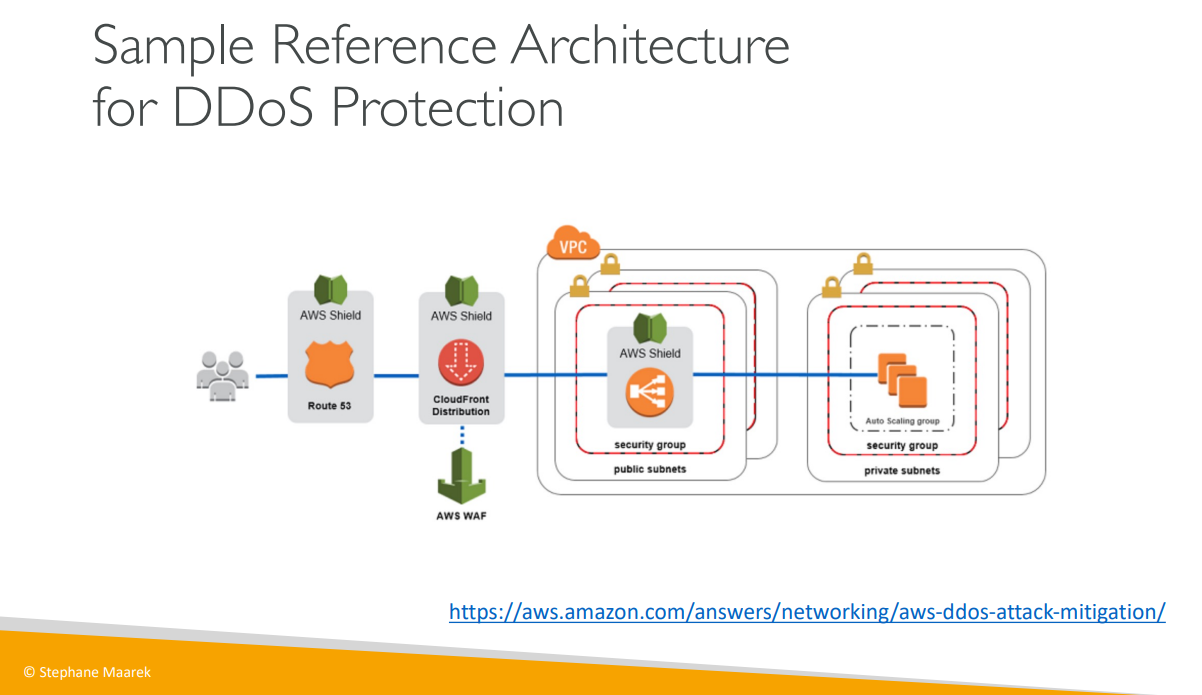 Sample Reference Architecture
for DDoS Protection
VPC
AWS Shield
Route 53
AWS Shield
CloudFront
Distribution
AWS WAF
AWS Shield
security group
public subnets
Auto Scaling group
security group
private subnets
https://aws.amazon.com/answers/networking/aws-ddos-attack-mitigation/
© Stephane Maarek